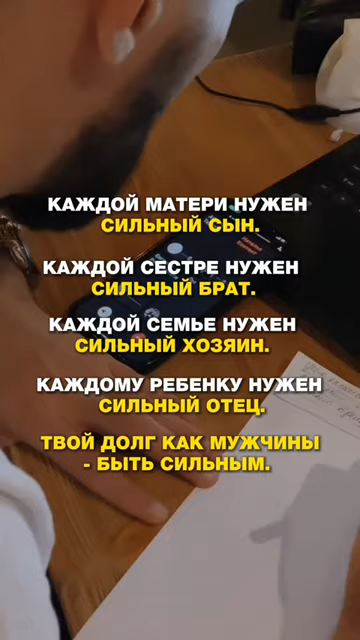 КАЖДОЙ МАТЕРИ НУЖЕН
СИЛЬНЫЙ СЫН.
КАЖДОЙ СЕСТРЕ НУЖЕН
СИЛЬНЫЙ БРАТ.
КАЖДОЙ СЕМЬЕ НУЖЕН
СИЛЬНЫЙ ХОЗЯИН.
КАЖДОМУ РЕБЕНКУ НУЖЕН
СИЛЬНЫЙ ОТЕЦ.
ТВОЙ ДОЛГ КАК МУЖЧИНЫ
- БЫТЬ СИЛЬНЫМ.